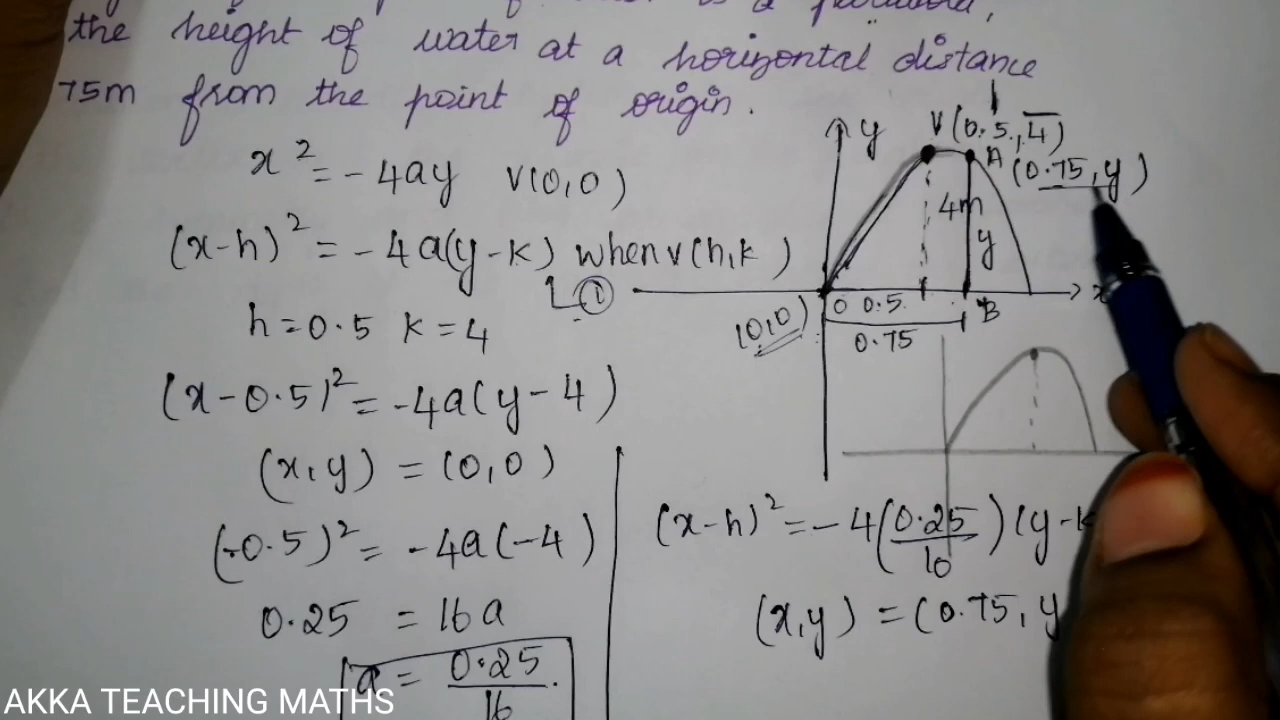 the height of water at a horizontal distance
75m from the point of origin.
x² = -4ay V(0,0)
(x-h)² = -4a(y-k) when v(h,k)
①
h = 0.5 k = 4
(x-0.5)² = -4a(y-4)
(x,y) = (0,0)
(-0.5)² = -4a(-4)
0.25 = 16a
a = 0.25/16.
y
V(0.5,4)
A
(0.75,y)
4m
y
x
(0,0)
0 0.5
B
0.75
(x-h)² = -4(0.25/10)(y-k
(x,y) = (0.75, y
AKKA TEACHING MATHS